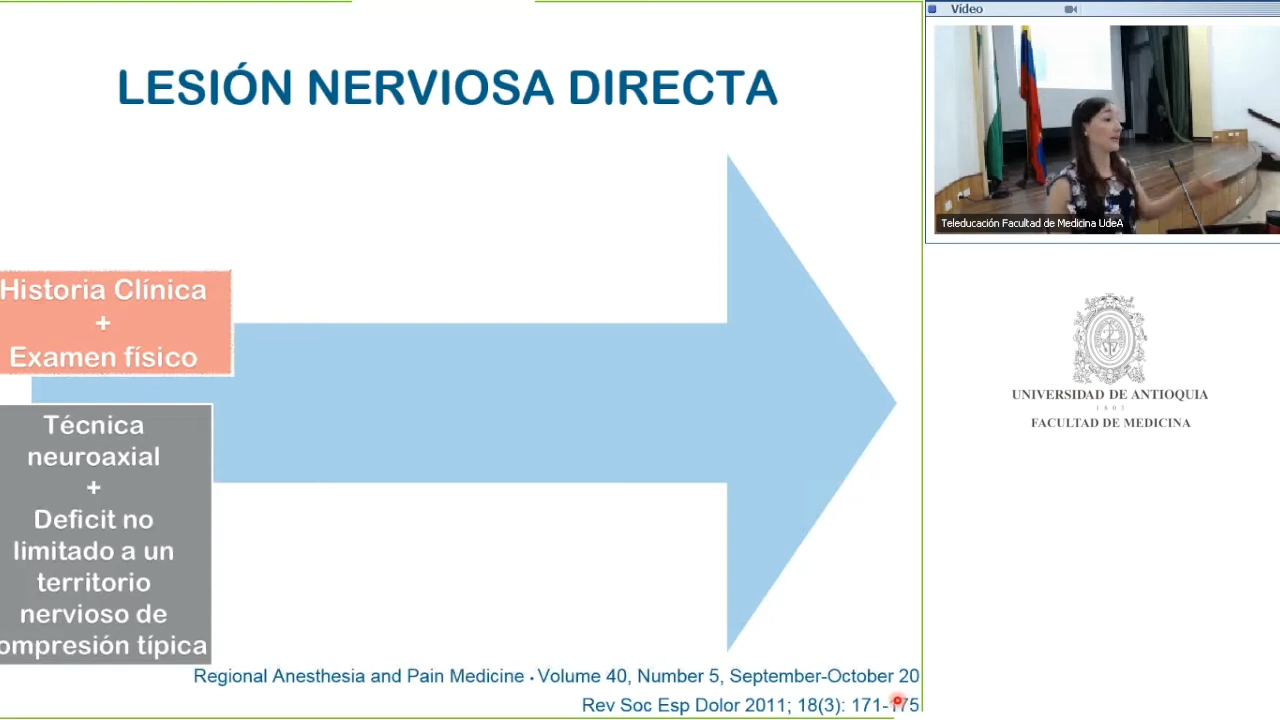 LESIÓN NERVIOSA DIRECTA
Historia Clínica
+
Examen físico
Técnica
neuroaxial
+
Deficit no
limitado a un
territorio
nervioso de
ompresión típica
Regional Anesthesia and Pain Medicine • Volume 40, Number 5, September-October 20
Rev Soc Esp Dolor 2011; 18(3): 171-175
Vídeo
Teleducación Facultad de Medicina UdeA
UNIVERSIDAD DE ANTIOQUIA
1803
FACULTAD DE MEDICINA